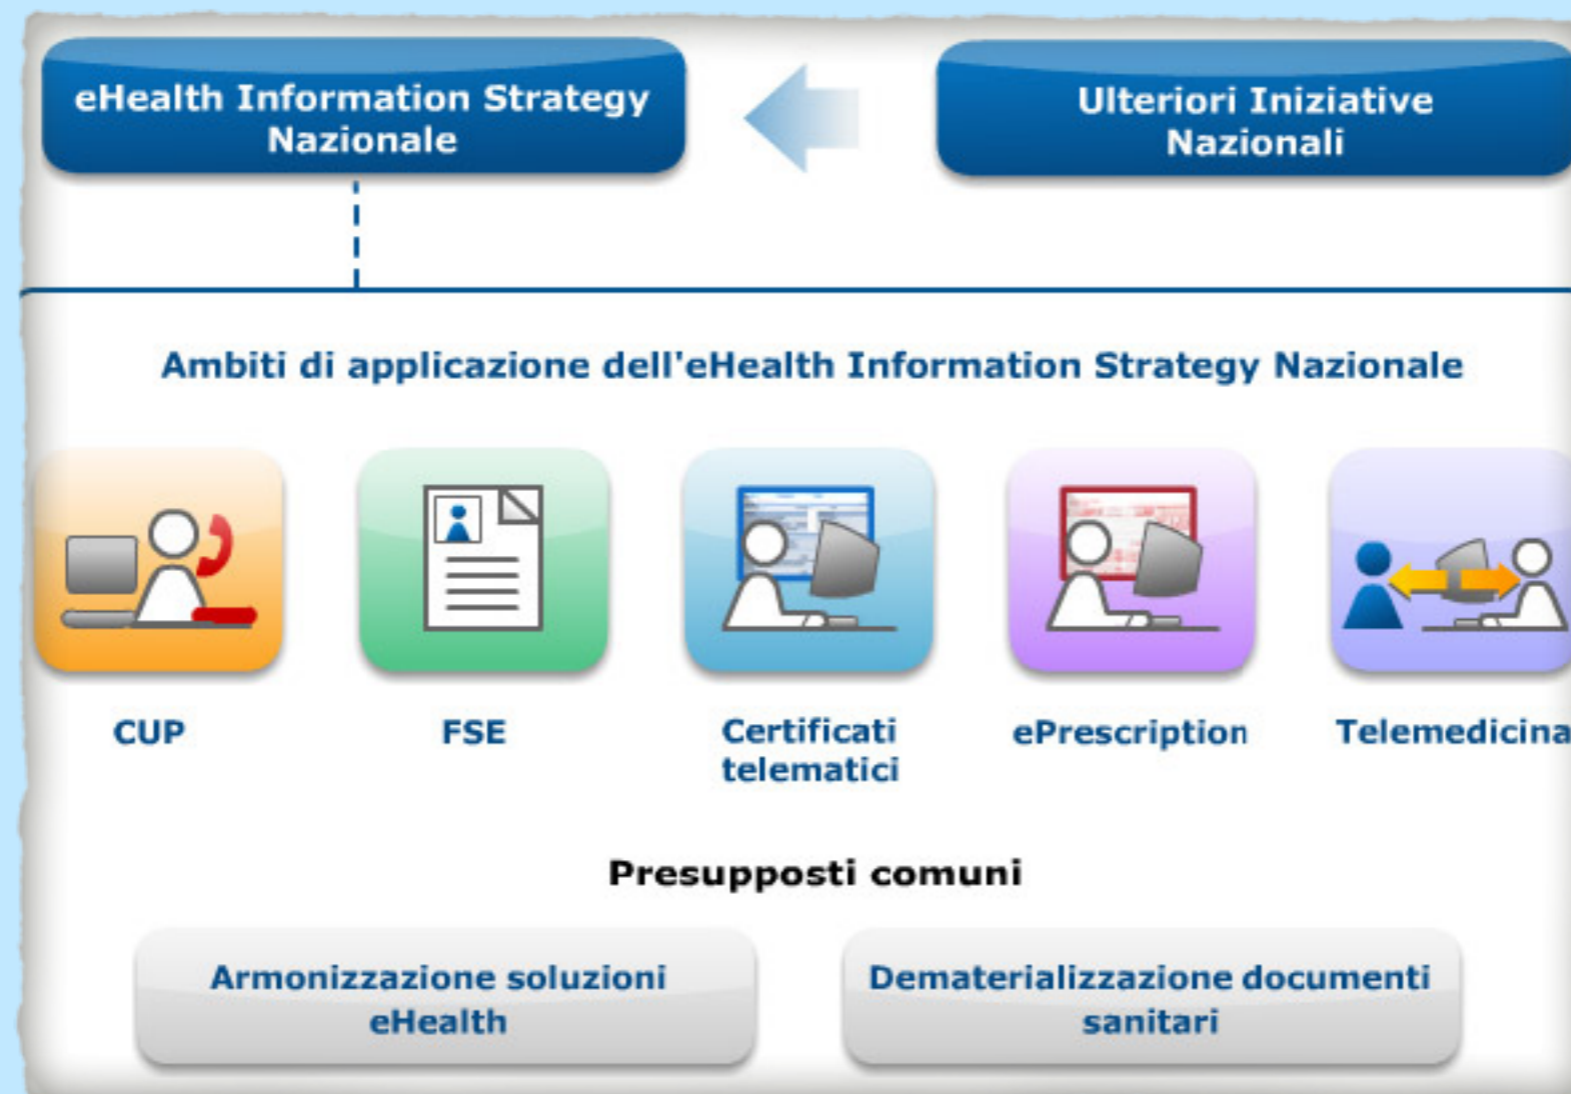 eHealth Information Strategy
Nazionale
Ulteriori Iniziative
Nazionali
Ambiti di applicazione dell'eHealth Information Strategy Nazionale
CUP
FSE
Certificati
telematici
ePrescription
Telemedicina
Presupposti comuni
Armonizzazione soluzioni
eHealth
Dematerializzazione documenti
sanitari